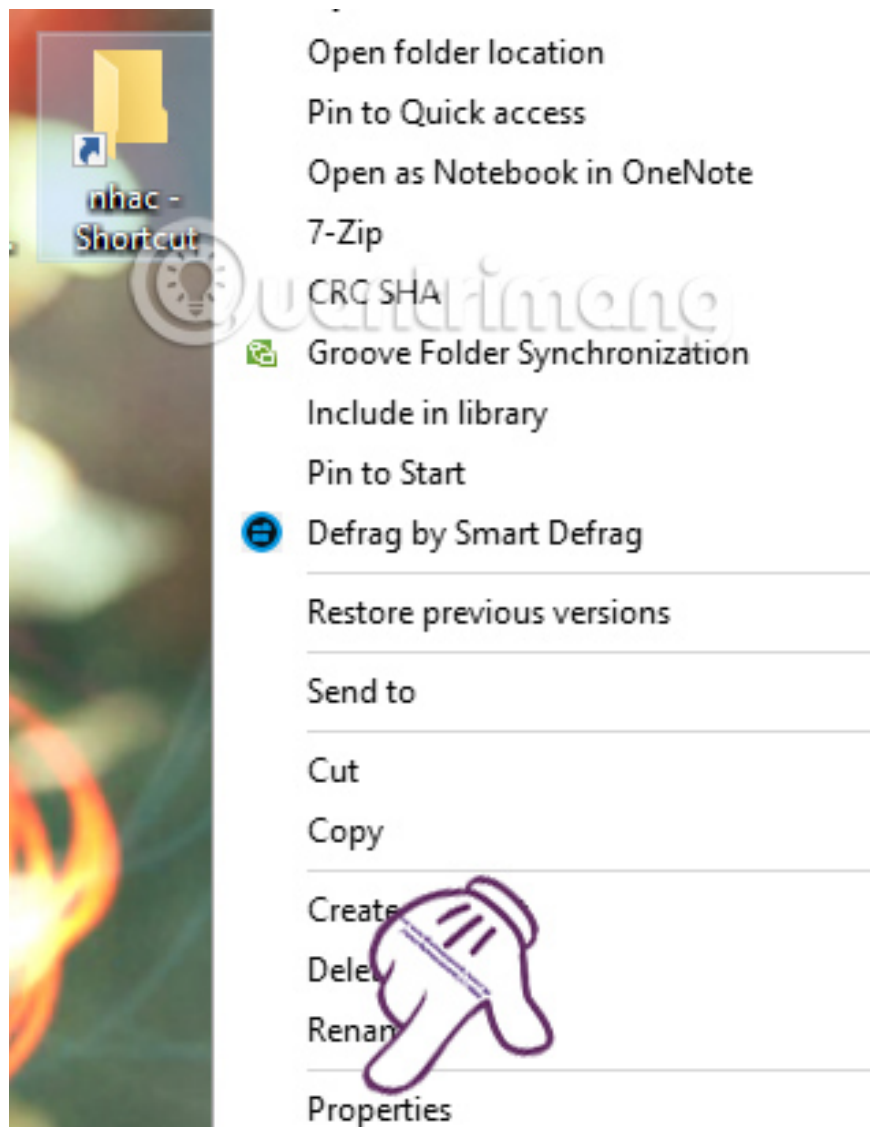 nhac -
Shortcut
Open folder location
Pin to Quick access
Open as Notebook in OneNote
7-Zip
CRC SHA
Quantrimang
Groove Folder Synchronization
Include in library
Pin to Start
Defrag by Smart Defrag
Restore previous versions
Send to
Cut
Copy
Create
Properties